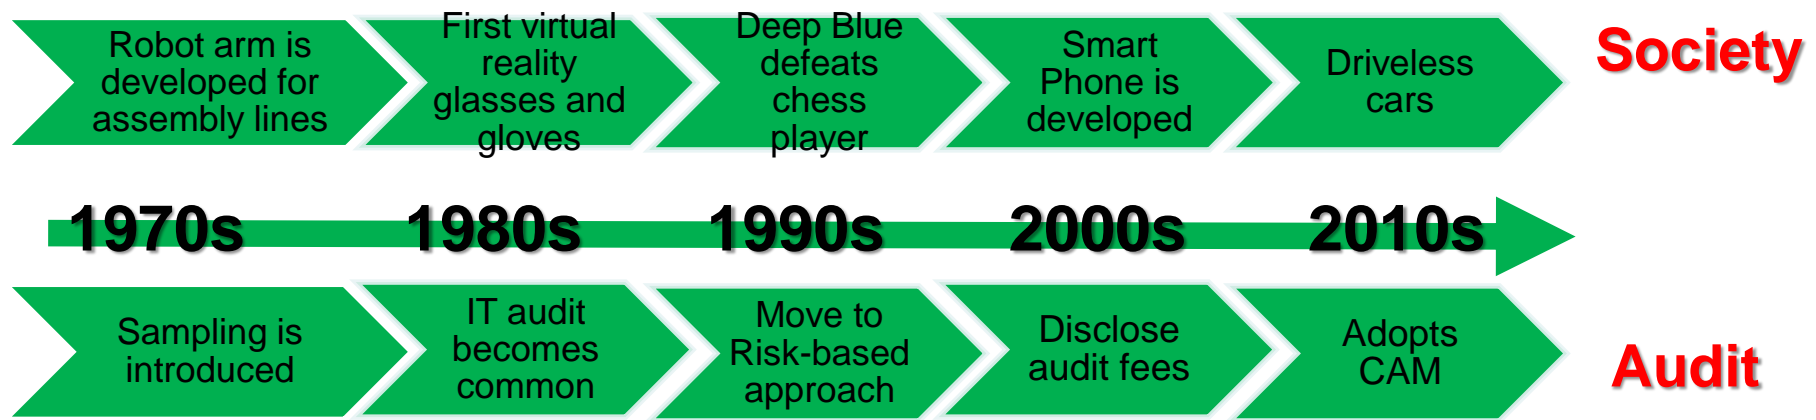 Robot arm is
developed for
assembly lines
First virtual
reality
glasses and
gloves
Deep Blue
defeats
chess
player
Smart
Phone is
developed
Driveless
cars
Society
1970s
1980s
1990s
2000s
2010s
Sampling is
introduced
IT audit
becomes
common
Move to
Risk-based
approach
Disclose
audit fees
Adopts
CAM
Audit